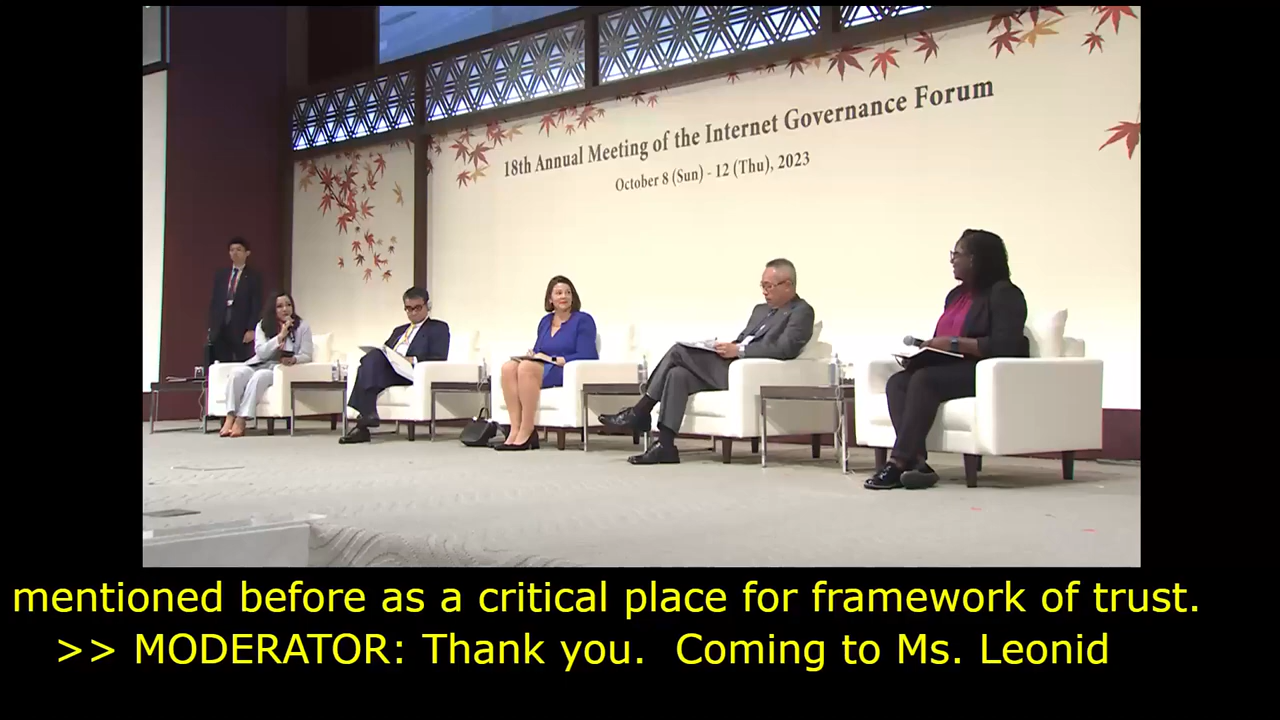 18th Annual Meeting of the Internet Governance Forum
October 8 (Sun) - 12 (Thu), 2023
mentioned before as a critical place for framework of trust.
>> MODERATOR: Thank you.  Coming to Ms. Leonid